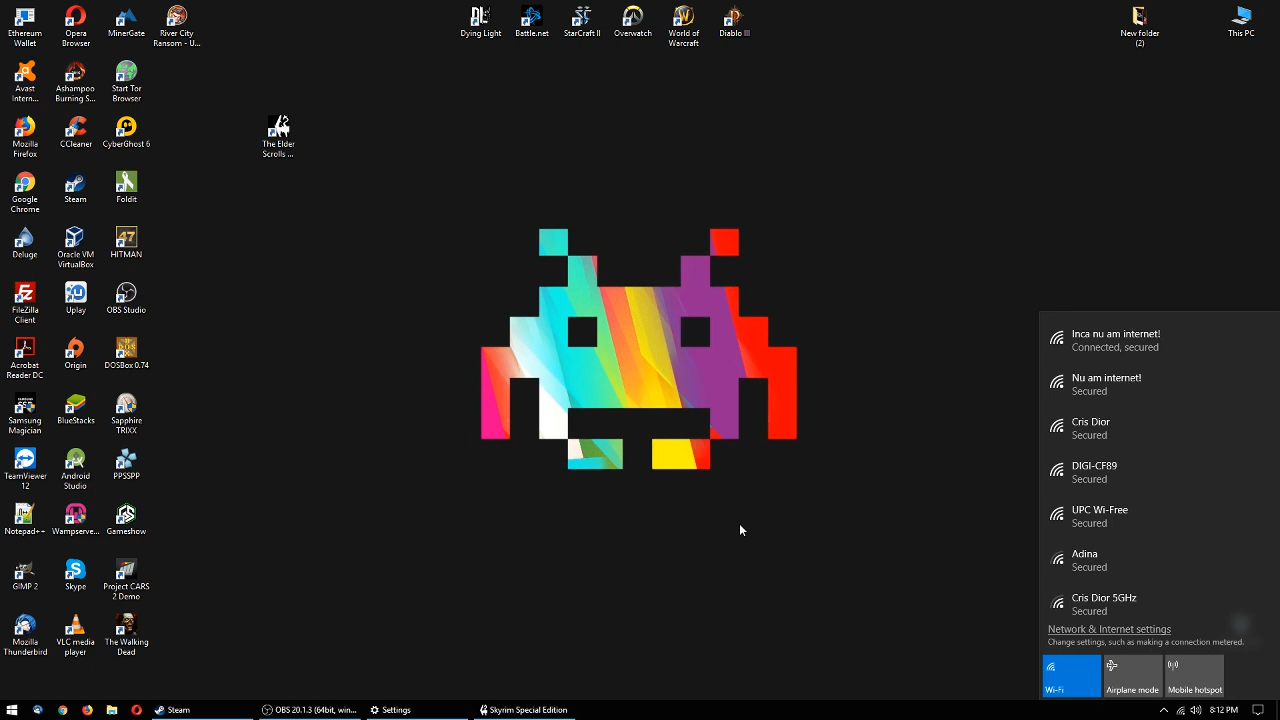 Ethereum
Wallet
Opera
Browser
MinerGate
River City
Ransom - U...
Dying Light
Battle.net
StarCraft II
Overwatch
World of
Warcraft
Diablo III
New folder
(2)
This PC
Avast
Intern...
Ashampoo
Burning S...
Start Tor
Browser
Mozilla
Firefox
CCleaner
CyberGhost 6
The Elder
Scrolls ...
Google
Chrome
Steam
Foldit
Deluge
Oracle VM
VirtualBox
47
HITMAN
FileZilla
Client
Uplay
OBS Studio
Acrobat
Reader DC
Origin
DOSBox 0.74
Samsung
Magician
BlueStacks
Sapphire
TRIXX
TeamViewer
12
Android
Studio
PPSSPP
Notepad++
Wampserve...
Gameshow
GIMP 2
Skype
Project CARS
2 Demo
Mozilla
Thunderbird
VLC media
player
The Walking
Dead
Inca nu am internet!
Connected, secured
Nu am internet!
Secured
Cris Dior
Secured
DIGI-CF89
Secured
UPC Wi-Free
Secured
Adina
Secured
Cris Dior 5GHz
Secured
Network & Internet settings
Change settings, such as making a connection metered.
Wi-Fi
Airplane mode
Mobile hotspot
Steam
OBS 20.1.3 (64bit, win...
Settings
Skyrim Special Edition
8:12 PM